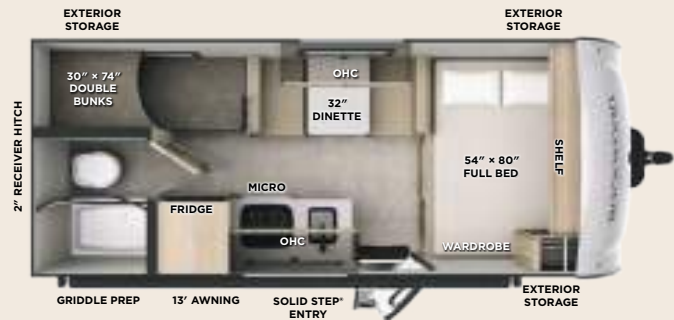 EXTERIOR
STORAGE
EXTERIOR
STORAGE
30" × 74"
DOUBLE
BUNKS
OHC
32"
DINETTE
54" × 80"
FULL BED
SHELF
2" RECEIVER HITCH
MICRO
FRIDGE
OHC
WARDROBE
GRIDDLE PREP
13' AWNING
SOLID STEP®
ENTRY
EXTERIOR
STORAGE